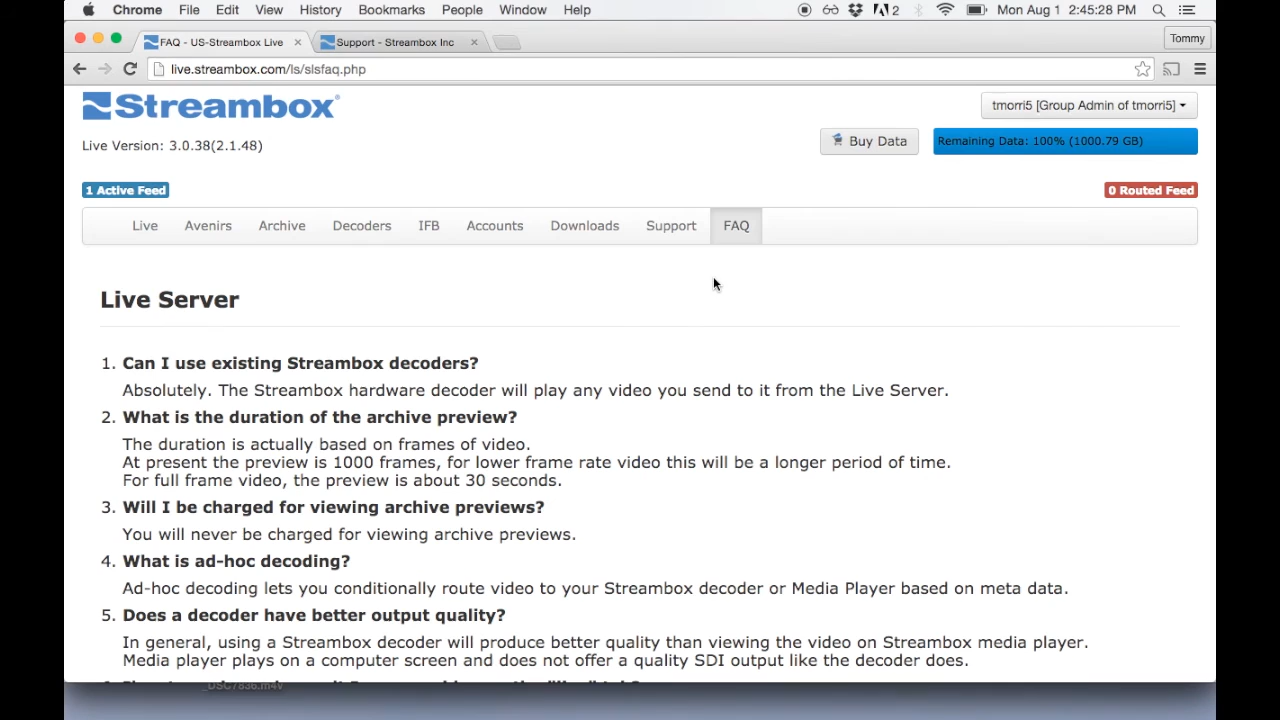 Chrome File Edit View History Bookmarks People Window Help 2 Mon Aug 1 2:45:28 PM
FAQ - US-Streambox Live Support - Streambox Inc Tommy
live.streambox.com/ls/slsfaq.php
Streambox
tmorri5 [Group Admin of tmorri5]
Live Version: 3.0.38(2.1.48)
Buy Data
Remaining Data: 100% (1000.79 GB)
1 Active Feed
0 Routed Feed
Live Avenirs Archive Decoders IFB Accounts Downloads Support FAQ
Live Server
1. Can I use existing Streambox decoders?
Absolutely. The Streambox hardware decoder will play any video you send to it from the Live Server.
2. What is the duration of the archive preview?
The duration is actually based on frames of video.
At present the preview is 1000 frames, for lower frame rate video this will be a longer period of time.
For full frame video, the preview is about 30 seconds.
3. Will I be charged for viewing archive previews?
You will never be charged for viewing archive previews.
4. What is ad-hoc decoding?
Ad-hoc decoding lets you conditionally route video to your Streambox decoder or Media Player based on meta data.
5. Does a decoder have better output quality?
In general, using a Streambox decoder will produce better quality than viewing the video on Streambox media player.
Media player plays on a computer screen and does not offer a quality SDI output like the decoder does.
_DSC7836.m4v